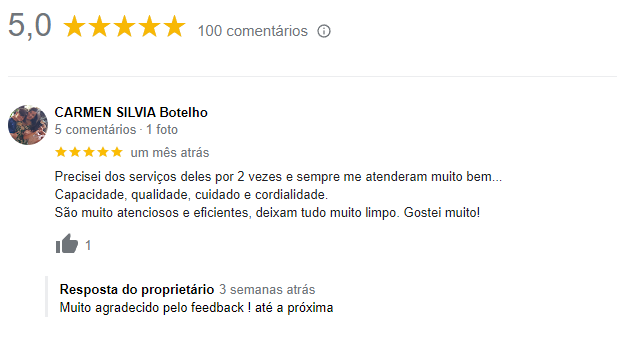 5,0 100 comentários
CARMEN SILVIA Botelho
5 comentários · 1 foto
um mês atrás
Precisei dos serviços deles por 2 vezes e sempre me atenderam muito bem...
Capacidade, qualidade, cuidado e cordialidade.
São muito atenciosos e eficientes, deixam tudo muito limpo. Gostei muito!
1
Resposta do proprietário 3 semanas atrás
Muito agradecido pelo feedback ! até a próxima